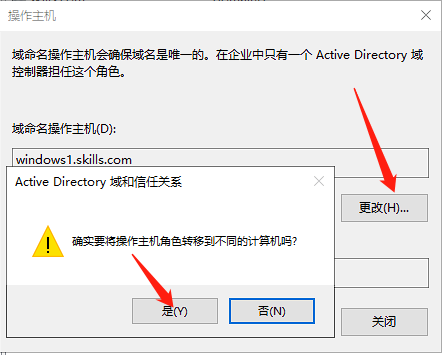 操作主机
域命名操作主机会确保域名是唯一的。在企业中只有一个 Active Directory 域
控制器担任这个角色。
域命名操作主机(D):
windows1.skills.com
Active Directory 域和信任关系
更改(H)...
确实要将操作主机角色转移到不同的计算机吗?
是(Y)
否(N)
关闭